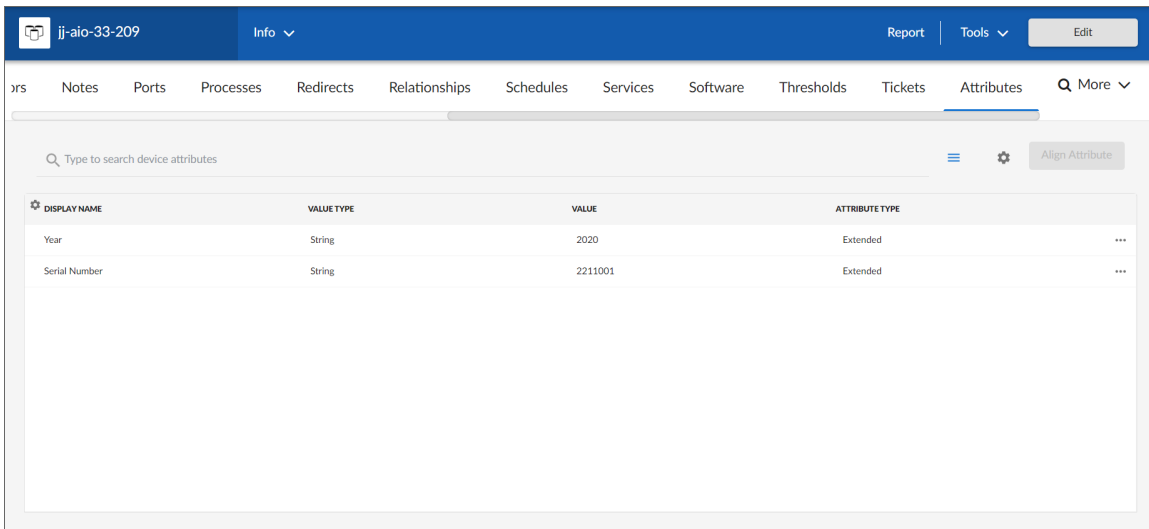 jj-aio-33-209 Info Report Tools Edit
ors Notes Ports Processes Redirects Relationships Schedules Services Software Thresholds Tickets Attributes More
Type to search device attributes Align Attribute
DISPLAY NAME VALUE TYPE VALUE ATTRIBUTE TYPE
Year String 2020 Extended
Serial Number String 2211001 Extended